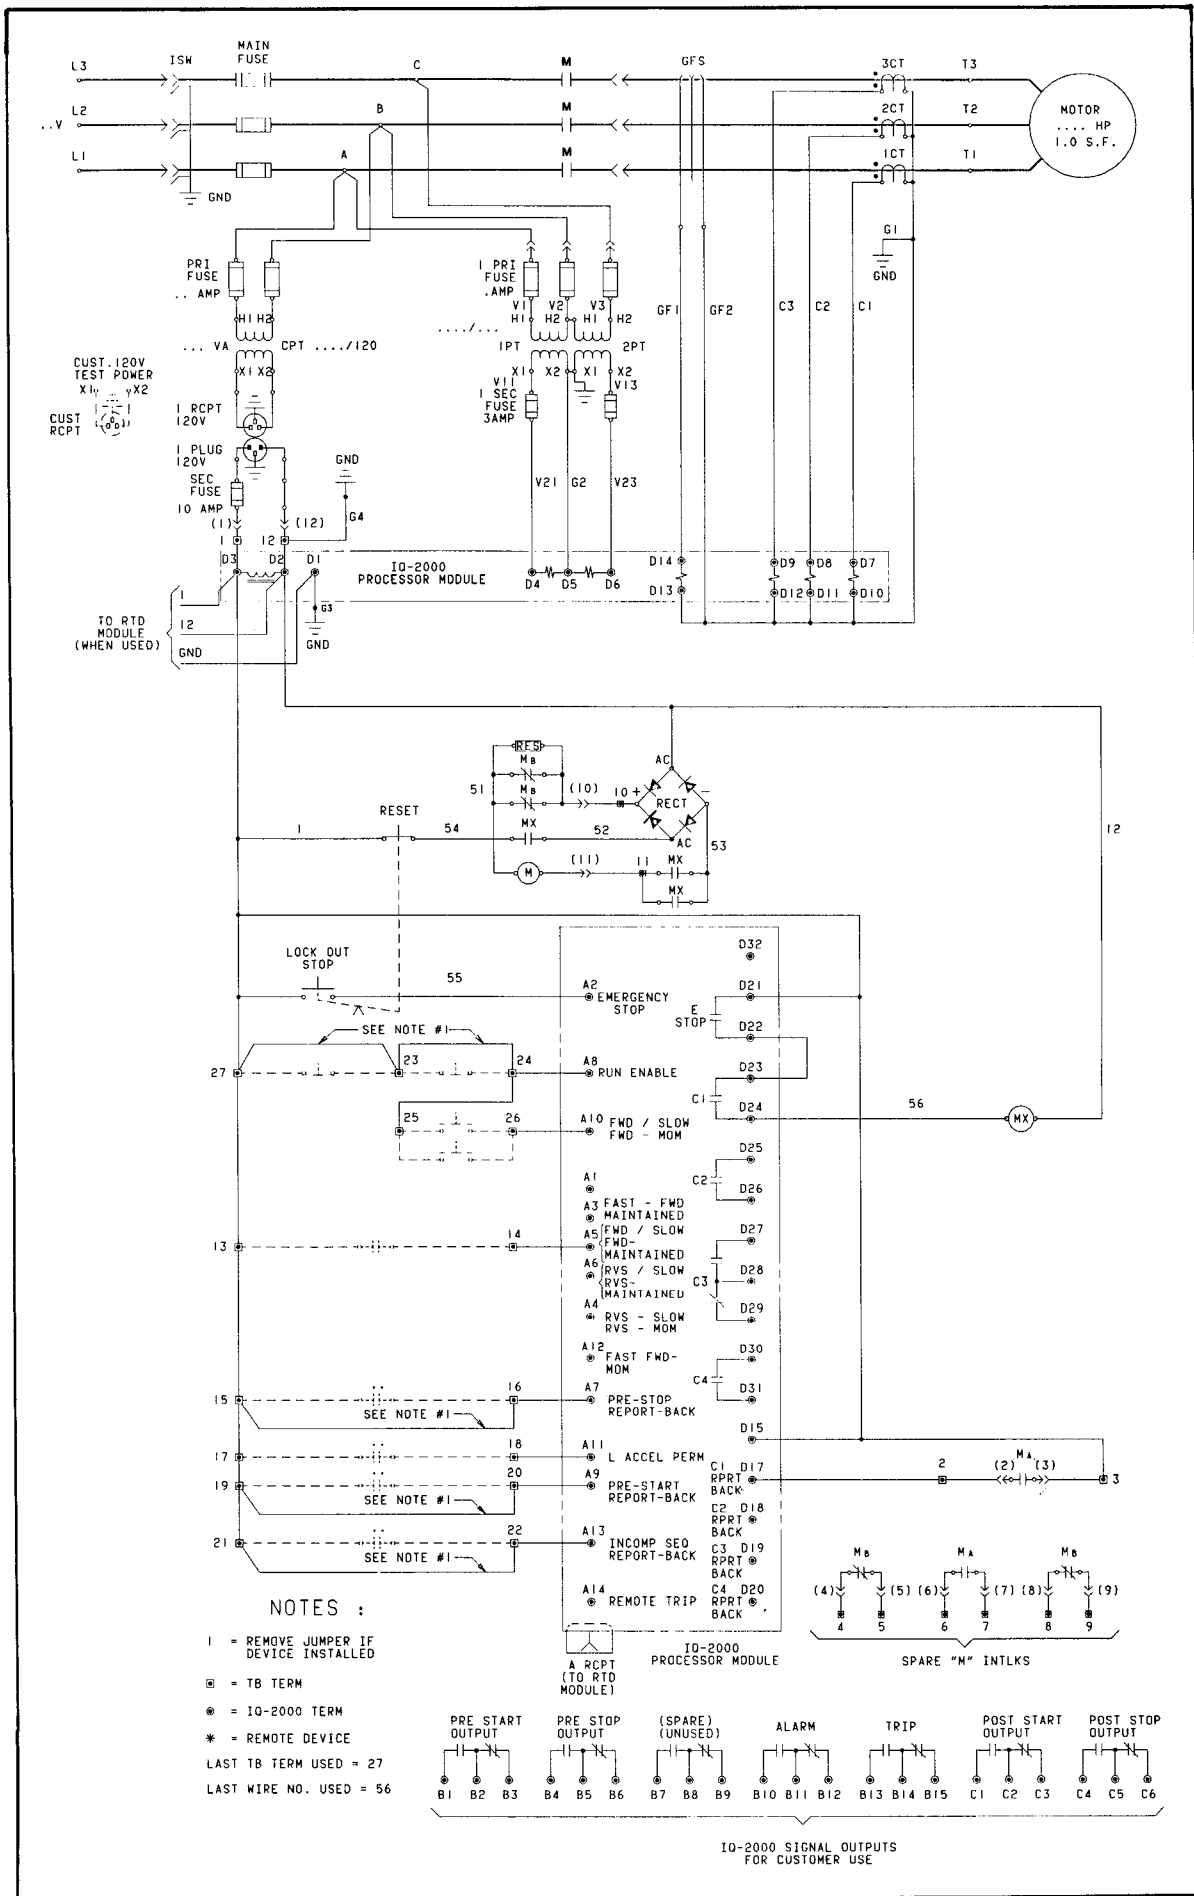 L3
ISW
MAIN
FUSE
C
M
GFS
3CT
T3
L2
..V
B
M
2CT
T2
MOTOR
.... HP
1.0 S.F.
L1
A
M
1CT
T1
GND
G1
GND
PRI
FUSE
.. AMP
1 PRI
FUSE
.AMP
V1 V2 V3
H1 H2
H1 H2 H1 H2
..../...
GF1 GF2 C3 C2 C1
... VA CPT ..../120
1PT 2PT
X1 X2
X1 X2 X1 X2
V11 V13
CUST. 120V
TEST POWER
X1 X2
CUST
RCPT
1 RCPT
120V
1 SEC
FUSE
3AMP
1 PLUG
120V
SEC
FUSE
10 AMP
GND
G4
V21 G2 V23
(1) (12)
1 12
D3 D2 D1
IQ-2000
PROCESSOR MODULE
D4 D5 D6
D14 D9 D8 D7
D13 D12 D11 D10
1
12
GND
TO RTD
MODULE
(WHEN USED)
G3
GND
RES
MB
MB
51
(10) 10 +
AC
RECT
-
AC
RESET
1 54 MX 52
53
12
M (11) 11 MX
MX
LOCK OUT
STOP
55
A2
EMERGENCY
STOP
D32
D21
E
STOP
D22
SEE NOTE #1
27 23 24
A8
RUN ENABLE
D23
C1
D24
56
MX
25 26
A10 FWD / SLOW
FWD - MOM
D25
C2
D26
A1
A3 FAST - FWD
MAINTAINED
13 14
A5 FWD / SLOW
FWD-
MAINTAINED
A6 RVS / SLOW
RVS-
MAINTAINED
D27
C3
D28
D29
A4
RVS - SLOW
RVS - MOM
A12
FAST FWD-
MOM
D30
C4
D31
15 16
SEE NOTE #1
A7
PRE-STOP
REPORT-BACK
D15
17 18
A11
L ACCEL PERM
C1 D17
RPRT
BACK
2 (2) MA (3) 3
19 20
SEE NOTE #1
A9
PRE-START
REPORT-BACK
C2 D18
RPRT
BACK
21 22
SEE NOTE #1
A13
INCOMP SEQ
REPORT-BACK
C3 D19
RPRT
BACK
A14
REMOTE TRIP
C4 D20
RPRT
BACK
MB MA MB
(4) (5) (6) (7) (8) (9)
4 5 6 7 8 9
SPARE "M" INTLKS
A RCPT
(TO RTD
MODULE)
IQ-2000
PROCESSOR MODULE
NOTES :
1 = REMOVE JUMPER IF
DEVICE INSTALLED
= TB TERM
= IQ-2000 TERM
* = REMOTE DEVICE
LAST TB TERM USED = 27
LAST WIRE NO. USED = 56
PRE START
OUTPUT
PRE STOP
OUTPUT
(SPARE)
(UNUSED)
ALARM
TRIP
POST START
OUTPUT
POST STOP
OUTPUT
B1 B2 B3 B4 B5 B6 B7 B8 B9 B10 B11 B12 B13 B14 B15 C1 C2 C3 C4 C5 C6
IQ-2000 SIGNAL OUTPUTS
FOR CUSTOMER USE